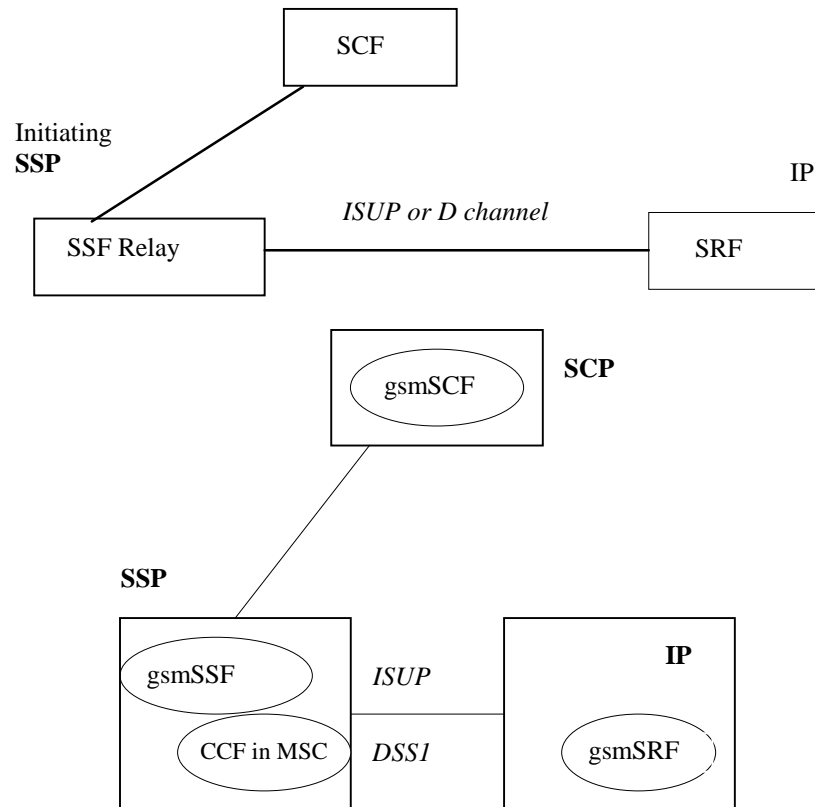 SCF
Initiating
SSP
IP
ISUP or D channel
SSF Relay
SRF
gsmSCF
SCP
SSP
IP
gsmSSF
ISUP
CCF in MSC
DSS1
gsmSRF